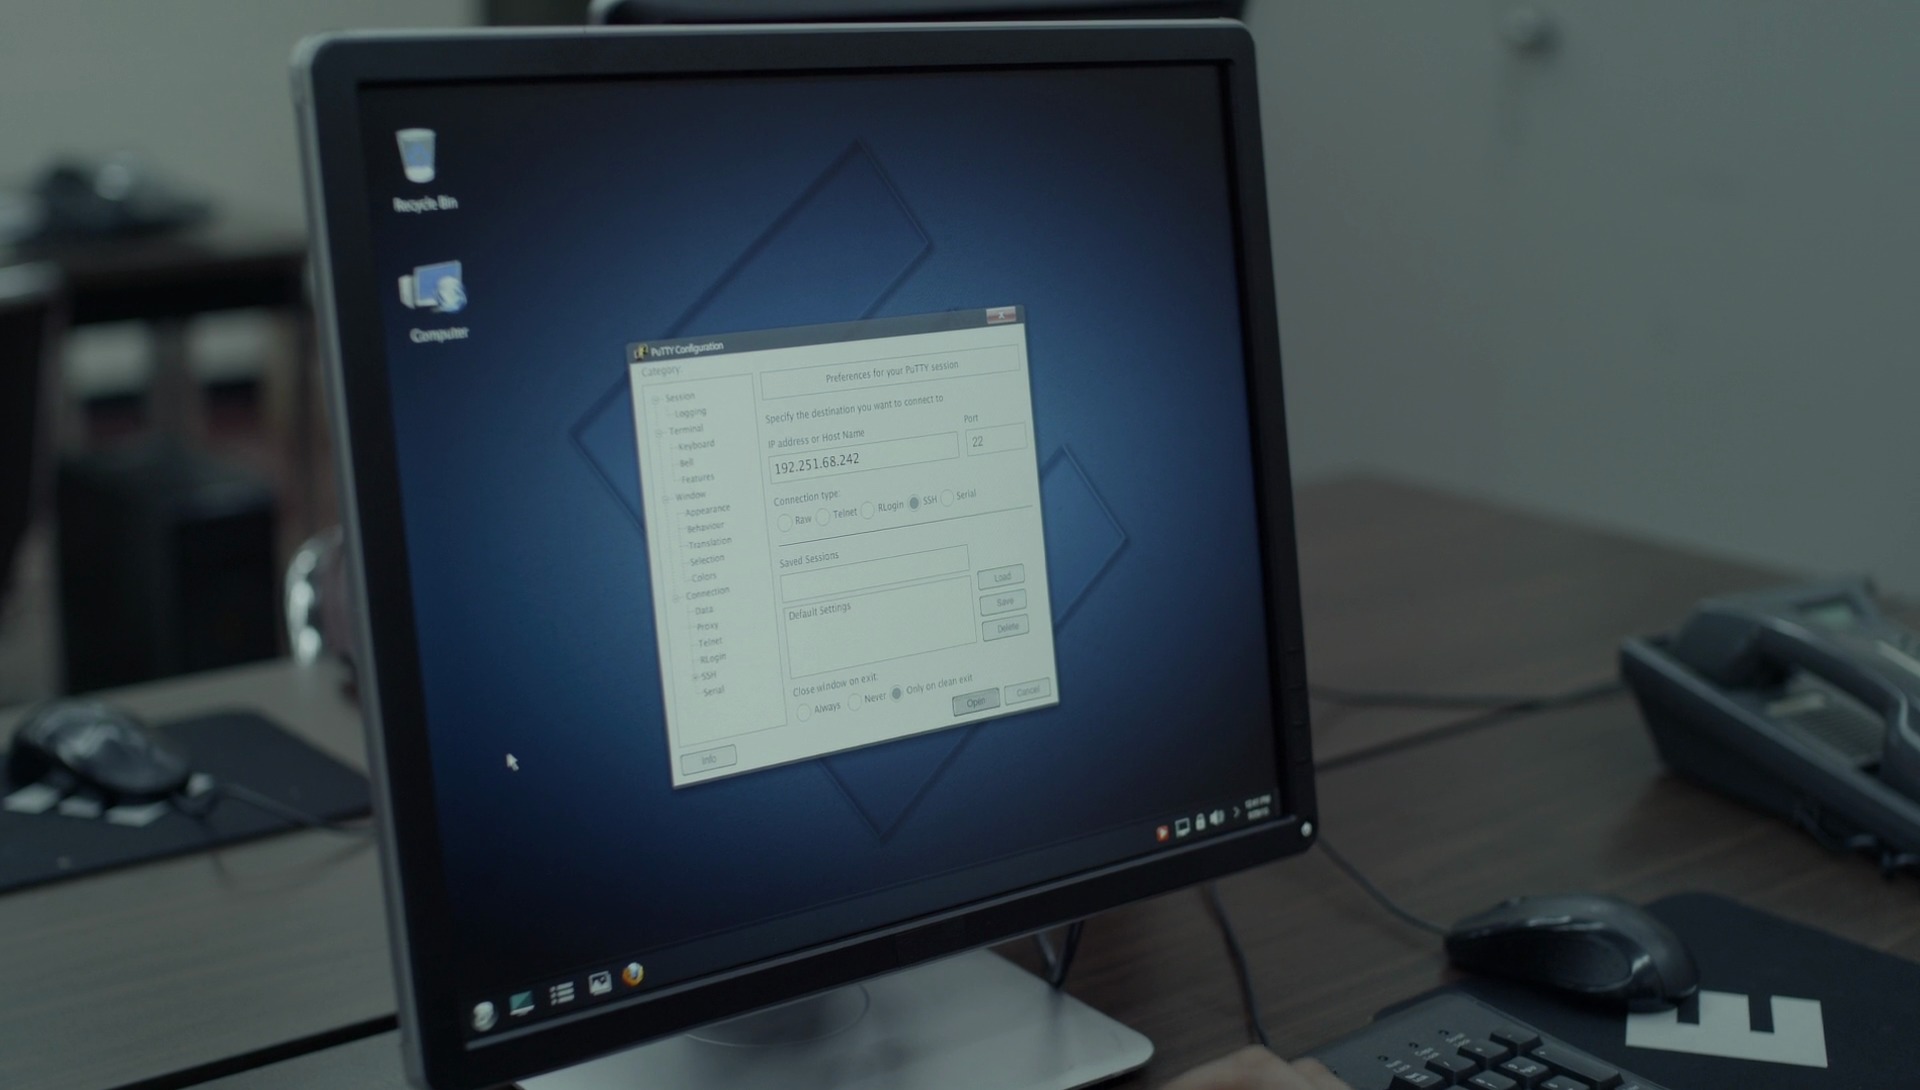 Recycle Bin
Computer
PuTTY Configuration
Category:
Session
Logging
Terminal
Keyboard
Bell
Features
Window
Appearance
Behaviour
Translation
Selection
Colors
Connection
Data
Proxy
Telnet
RLogin
SSH
Serial
Info
Preferences for your PuTTY session
Specify the destination you want to connect to
IP address or Host Name
Port
192.251.68.242
22
Connection type:
Raw Telnet RLogin SSH Serial
Saved Sessions
Default Settings
Load
Save
Delete
Close window on exit:
Always Never Only on clean exit
Open
Cancel